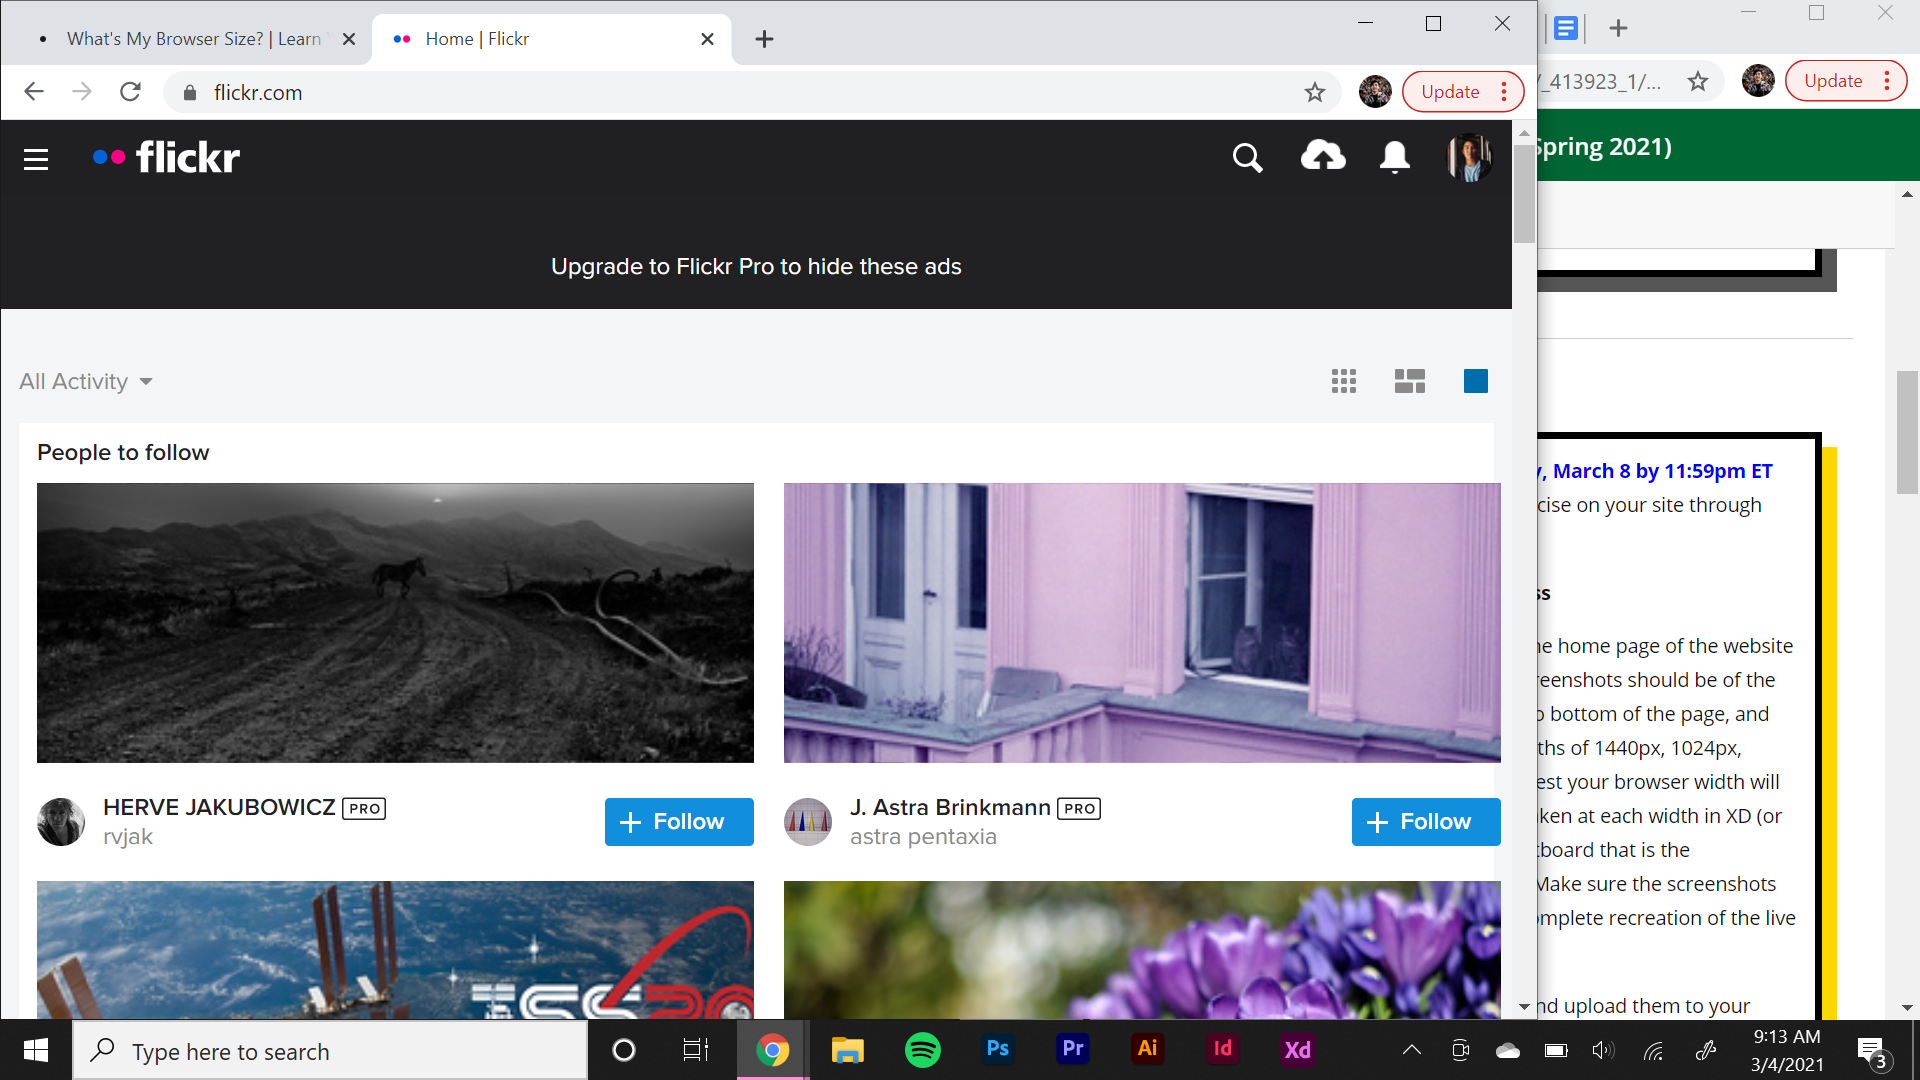 What's My Browser Size? | Learn
Home | Flickr
flickr.com
Update
_413923_1/...
Update
flickr
Spring 2021)
Upgrade to Flickr Pro to hide these ads
All Activity
People to follow
HERVE JAKUBOWICZ PRO
rvjak
+ Follow
J. Astra Brinkmann PRO
astra pentaxia
+ Follow
, March 8 by 11:59pm ET
cise on your site through
ss
home page of the website
reenshots should be of the
bottom of the page, and
ths of 1440px, 1024px,
est your browser width will
ken at each width in XD (or
tboard that is the
Make sure the screenshots
mplete recreation of the live
nd upload them to your
Type here to search
Ps
Pr
Ai
Id
Xd
9:13 AM
3/4/2021
3